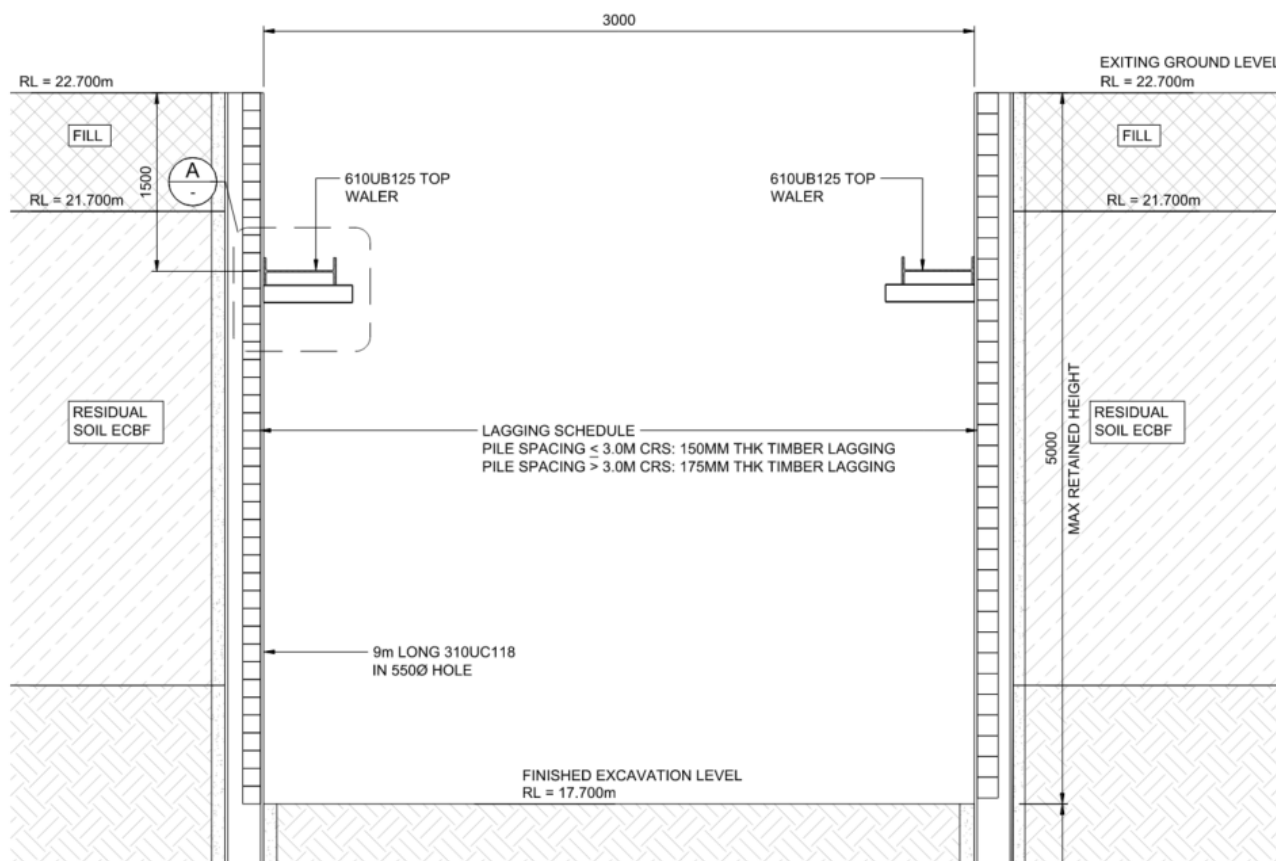 3000
RL = 22.700m
EXITING GROUND LEVEL
RL = 22.700m
FILL
FILL
A
-
1500
610UB125 TOP
WALER
610UB125 TOP
WALER
RL = 21.700m
RL = 21.700m
RESIDUAL
SOIL ECBF
LAGGING SCHEDULE
PILE SPACING ≤ 3.0M CRS: 150MM THK TIMBER LAGGING
PILE SPACING > 3.0M CRS: 175MM THK TIMBER LAGGING
5000
MAX RETAINED HEIGHT
RESIDUAL
SOIL ECBF
9m LONG 310UC118
IN 550Ø HOLE
FINISHED EXCAVATION LEVEL
RL = 17.700m